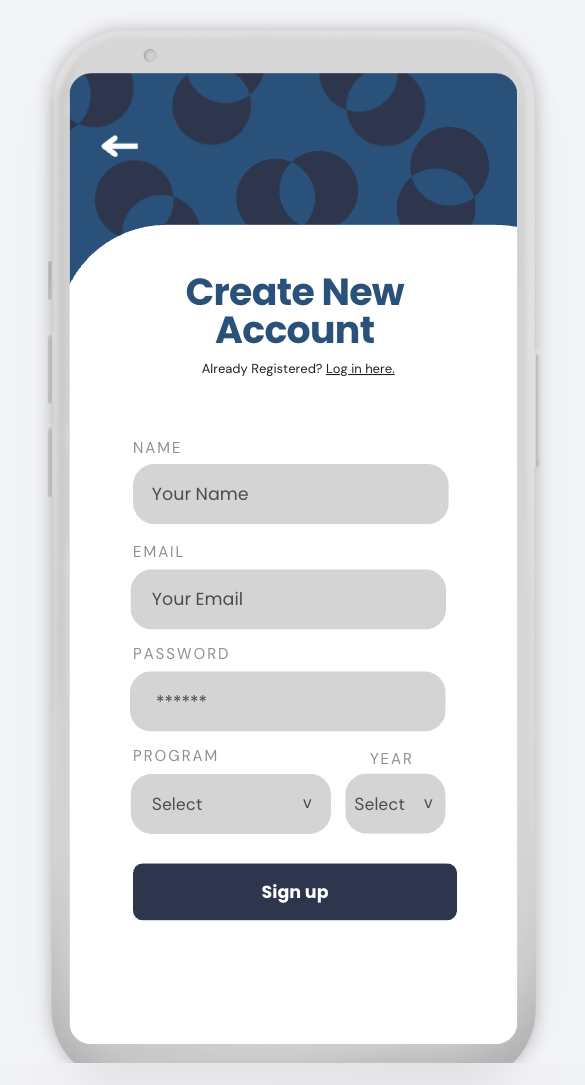 Create New
Account
Already Registered? Log in here.
NAME
Your Name
EMAIL
Your Email
PASSWORD
******
PROGRAM YEAR
Select v Select v
Sign up